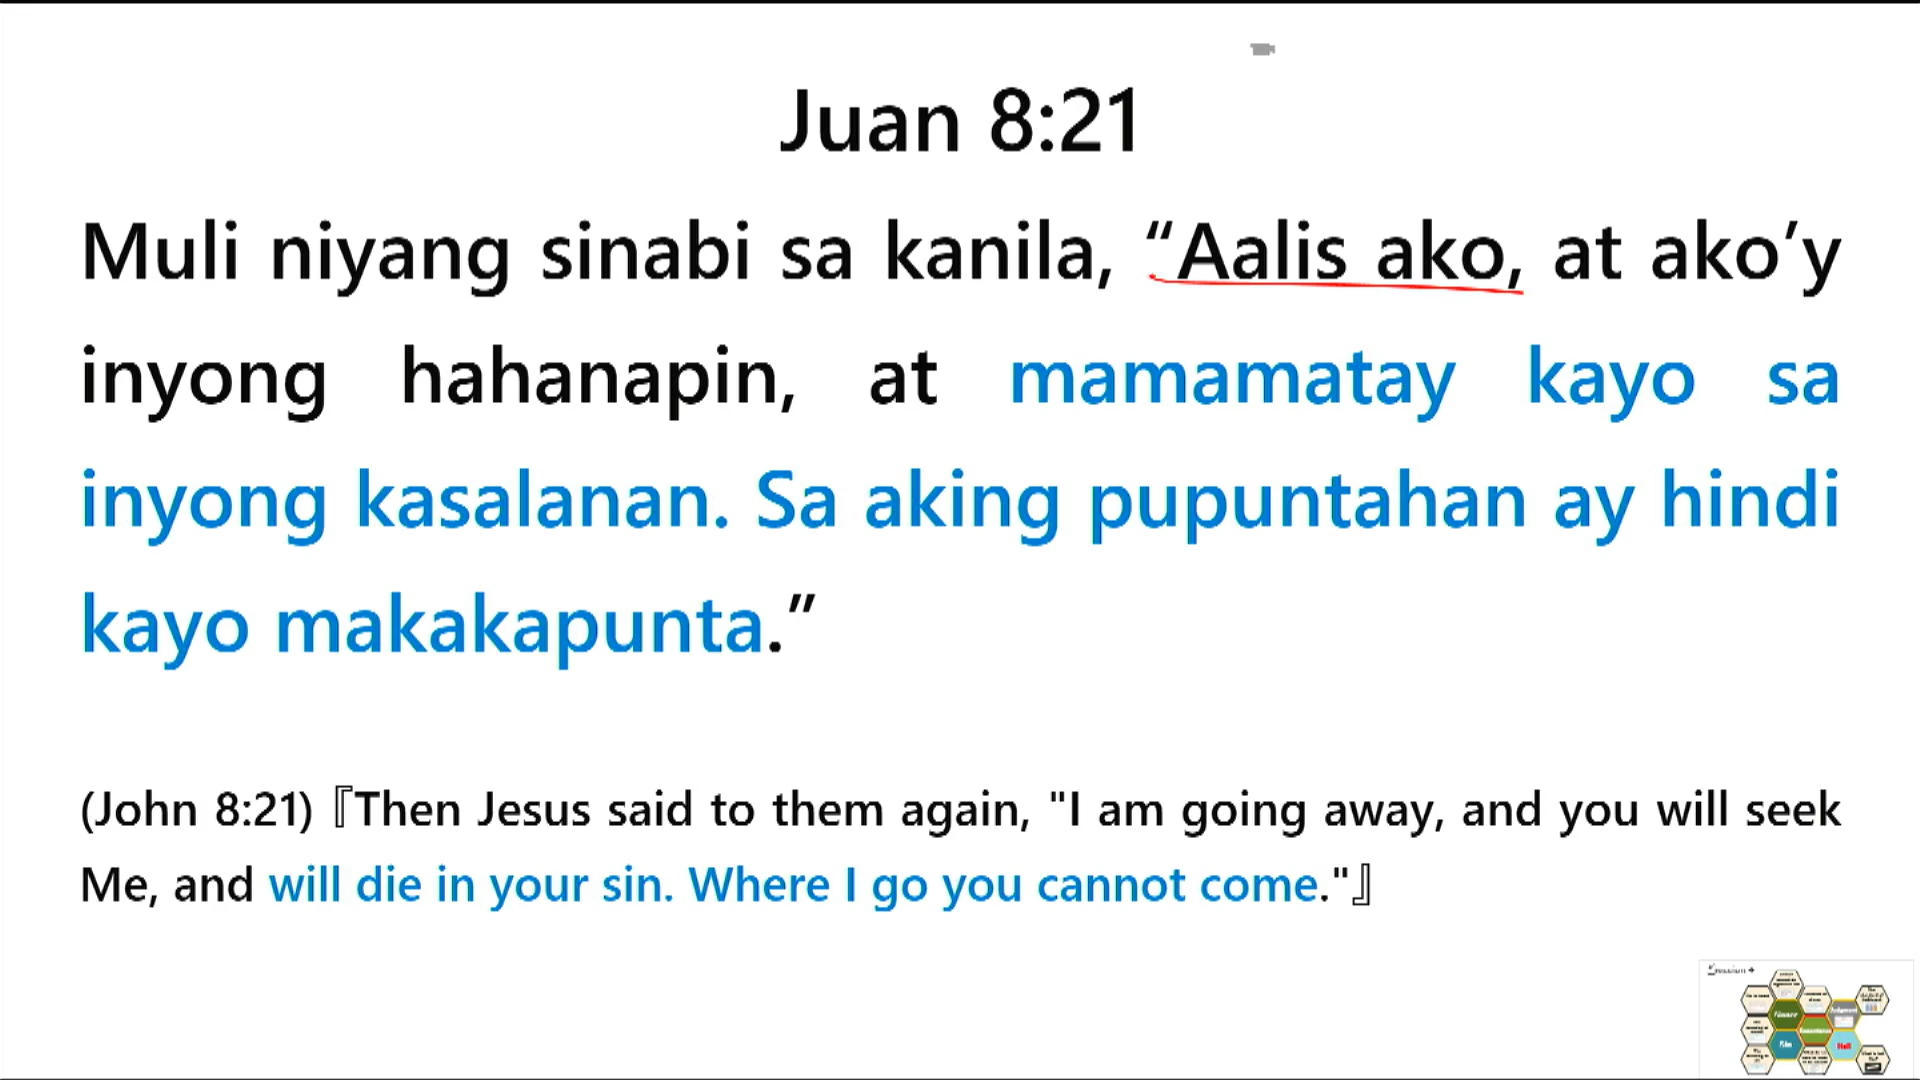 Juan 8:21
Muli niyang sinabi sa kanila, “Aalis ako, at ako’y
inyong hahanapin, at mamamatay kayo sa
inyong kasalanan. Sa aking pupuntahan ay hindi
kayo makakapunta.”
(John 8:21)『Then Jesus said to them again, "I am going away, and you will seek
Me, and will die in your sin. Where I go you cannot come."』
Hell